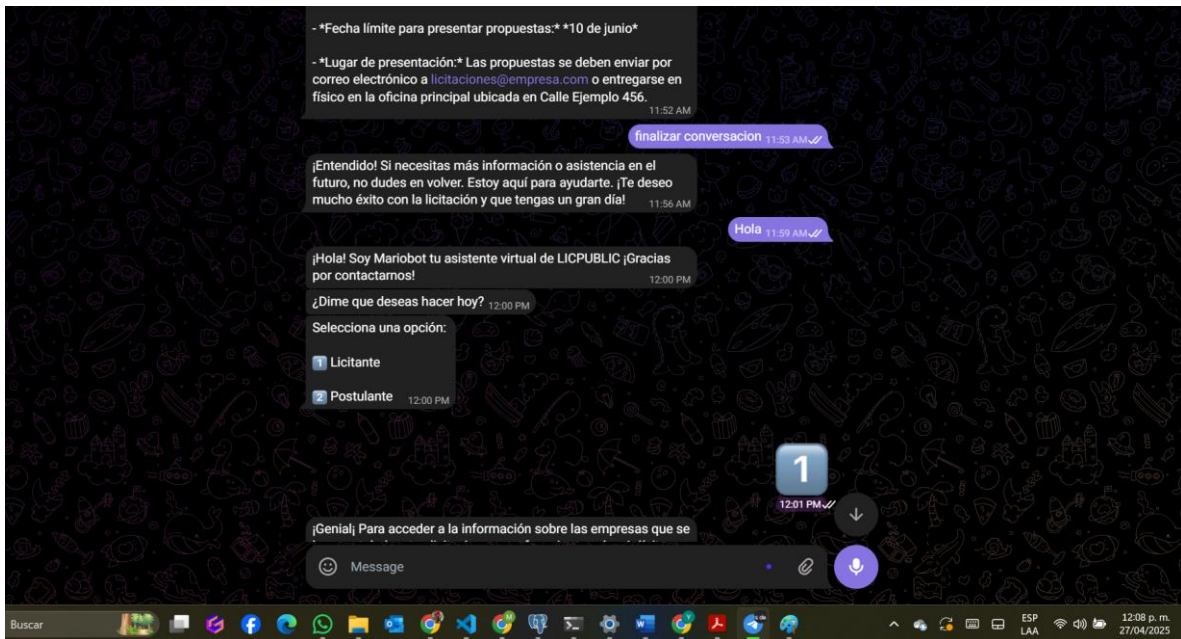 - *Fecha límite para presentar propuestas:* *10 de junio*
- *Lugar de presentación:* Las propuestas se deben enviar por
correo electrónico a licitaciones@empresa.com o entregarse en
físico en la oficina principal ubicada en Calle Ejemplo 456.
11:52 AM
finalizar conversacion 11:53 AM
¡Entendido! Si necesitas más información o asistencia en el
futuro, no dudes en volver. Estoy aquí para ayudarte. ¡Te deseo
mucho éxito con la licitación y que tengas un gran día! 11:56 AM
Hola 11:59 AM
¡Hola! Soy Mariobot tu asistente virtual de LICPUBLIC ¡Gracias
por contactarnos! 12:00 PM
¿Dime que deseas hacer hoy? 12:00 PM
Selecciona una opción:
1 Licitante
2 Postulante 12:00 PM
1
12:01 PM
¡Genial¡ Para acceder a la información sobre las empresas que se
Message
Buscar
ESP
LAA
12:08 p. m.
27/04/2025